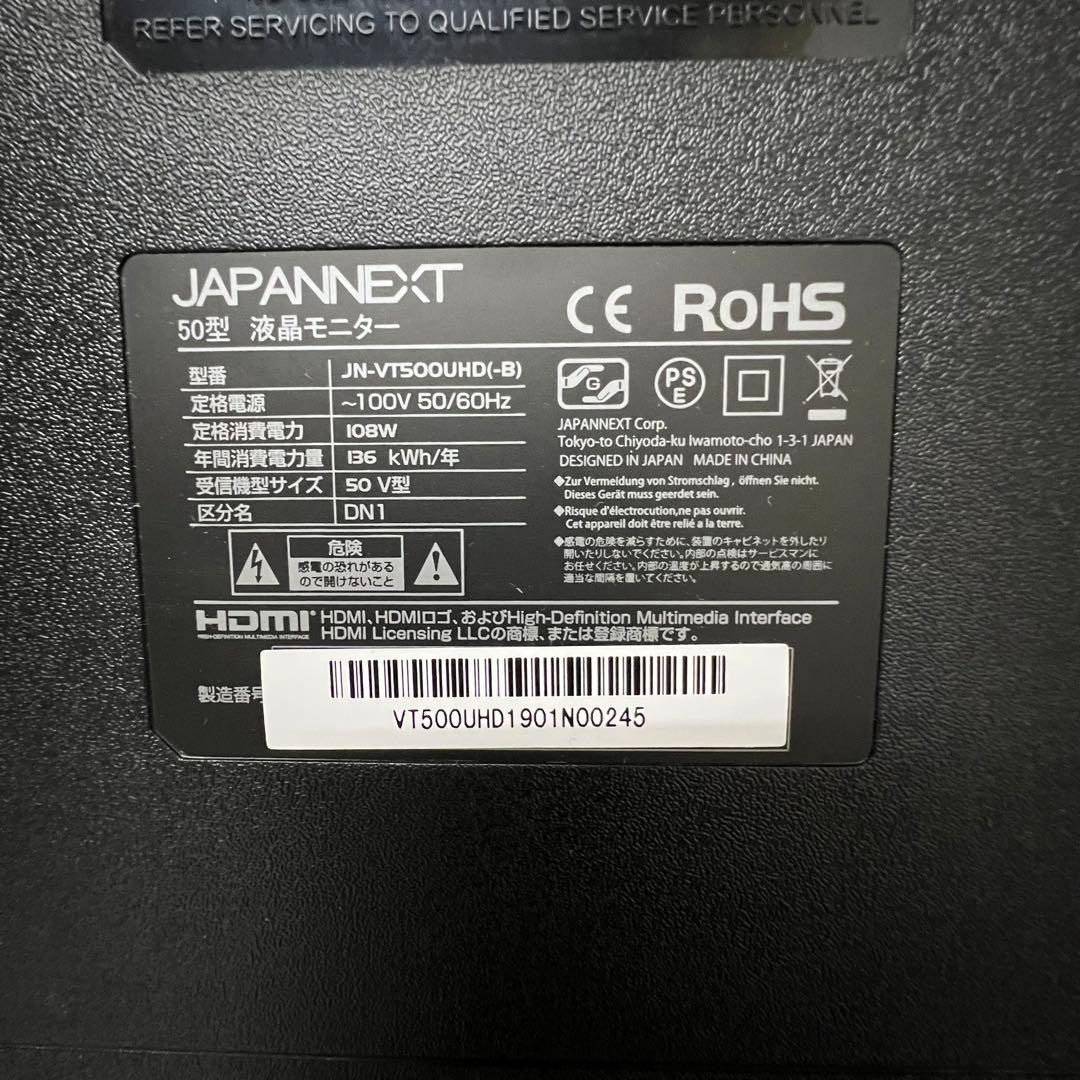 REFER SERVICING TO QUALIFIED SERVICE PERSONNEL
JAPANNEXT
50型 液晶モニター
CE RoHS
型番 JN-VT500UHD(-B)
定格電源 ~100V 50/60Hz
定格消費電力 108W
年間消費電力量 136 kWh/年
受信機型サイズ 50 V型
区分名 DN1
G PSE
JAPANNEXT Corp.
Tokyo-to Chiyoda-ku Iwamoto-cho 1-3-1 JAPAN
DESIGNED IN JAPAN MADE IN CHINA
◆Zur Vermeidung von Stromschlag , öffnen Sie nicht.
Dieses Gerät muss geerdet sein.
◆Risque d'électrocution,ne pas ouvrir.
Cet appareil doit être relié a la terre.
◆感電の危険を減らすために、装置のキャビネットを外したり
開いたりしないでください。内部の点検はサービスマンに
お任せください。内部の温度が上昇するので通気高の周囲に
適当な間隔を置いてください。
危険
感電の恐れがある
ので開けないこと
HDMI HIGH-DEFINITION MULTIMEDIA INTERFACE
HDMI、HDMIロゴ、およびHigh-Definition Multimedia Interface
HDMI Licensing LLCの商標、または登録商標です。
製造番号
VT500UHD1901N00245